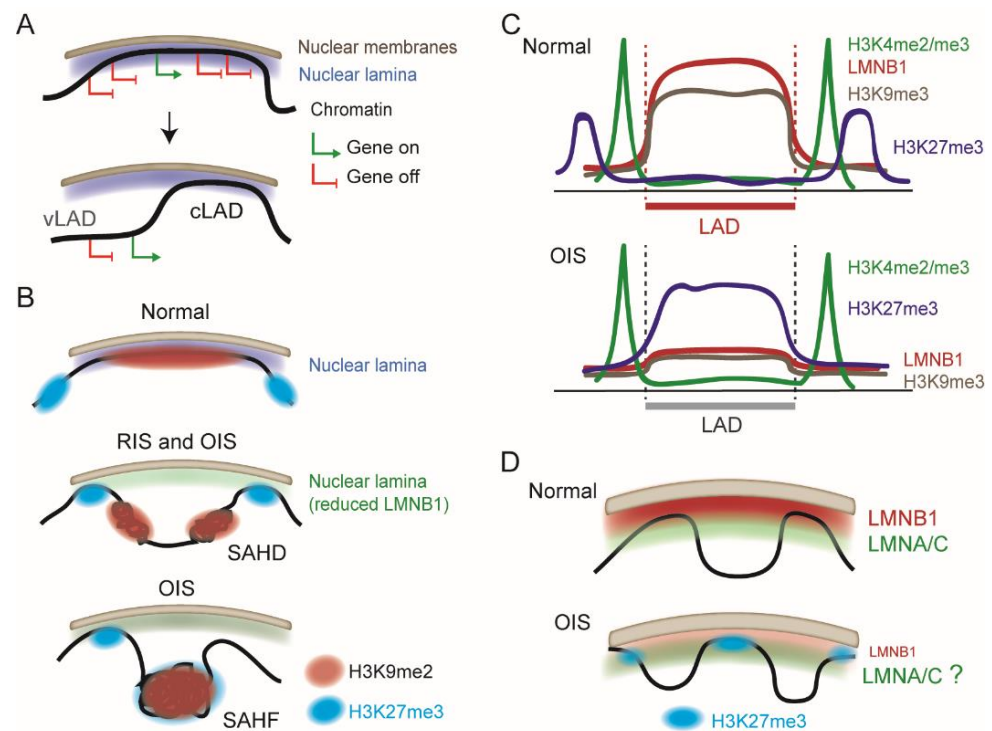 A
Nuclear membranes
Nuclear lamina
Chromatin
Gene on
Gene off
vLAD
cLAD
B
Normal
Nuclear lamina
RIS and OIS
Nuclear lamina
(reduced LMNB1)
SAHD
OIS
SAHF
H3K9me2
H3K27me3
C
Normal
H3K4me2/me3
LMNB1
H3K9me3
H3K27me3
LAD
OIS
H3K4me2/me3
H3K27me3
LMNB1
H3K9me3
LAD
D
Normal
LMNB1
LMNA/C
OIS
LMNB1
LMNA/C ?
H3K27me3